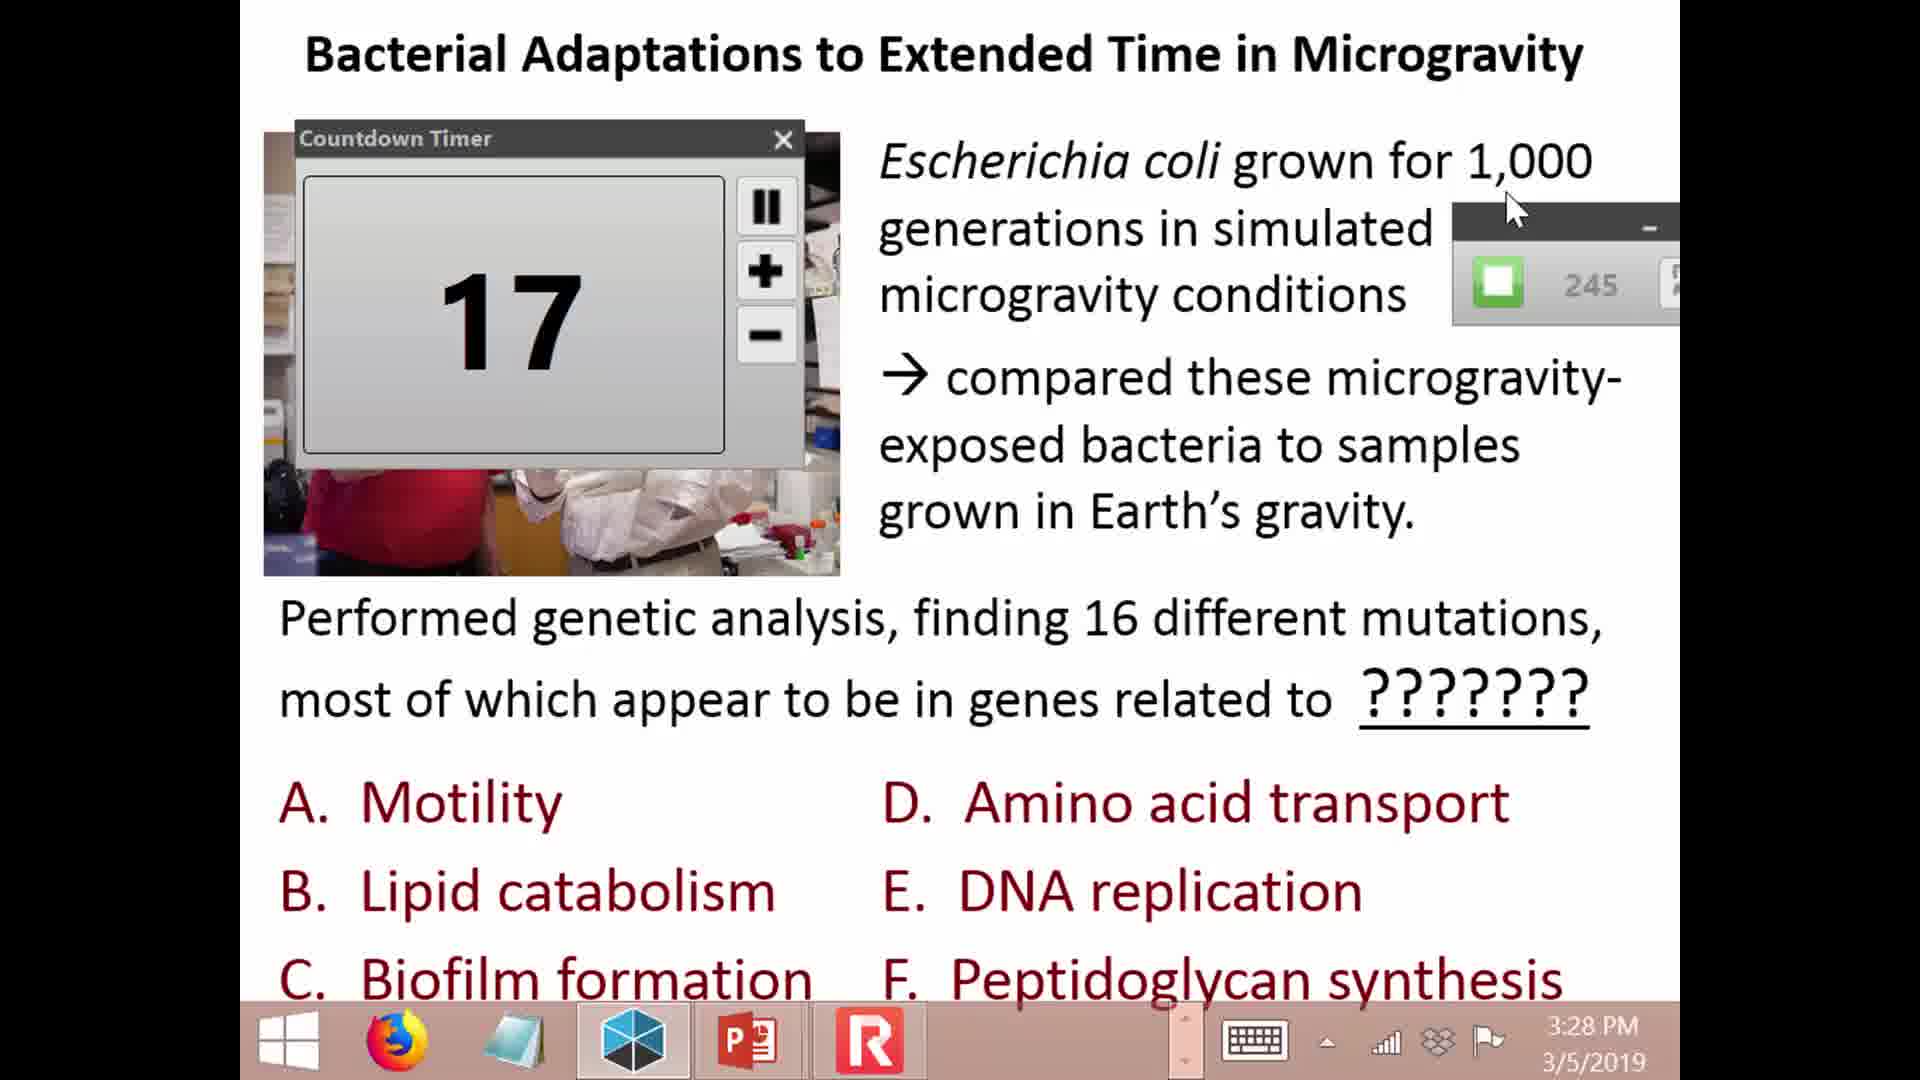 Bacterial Adaptations to Extended Time in Microgravity
Countdown Timer
17
Escherichia coli grown for 1,000
generations in simulated
microgravity conditions
245
→ compared these microgravity-
exposed bacteria to samples
grown in Earth's gravity.
Performed genetic analysis, finding 16 different mutations,
most of which appear to be in genes related to ???????
A. Motility
B. Lipid catabolism
C. Biofilm formation
D. Amino acid transport
E. DNA replication
F. Peptidoglycan synthesis
3:28 PM
3/5/2019